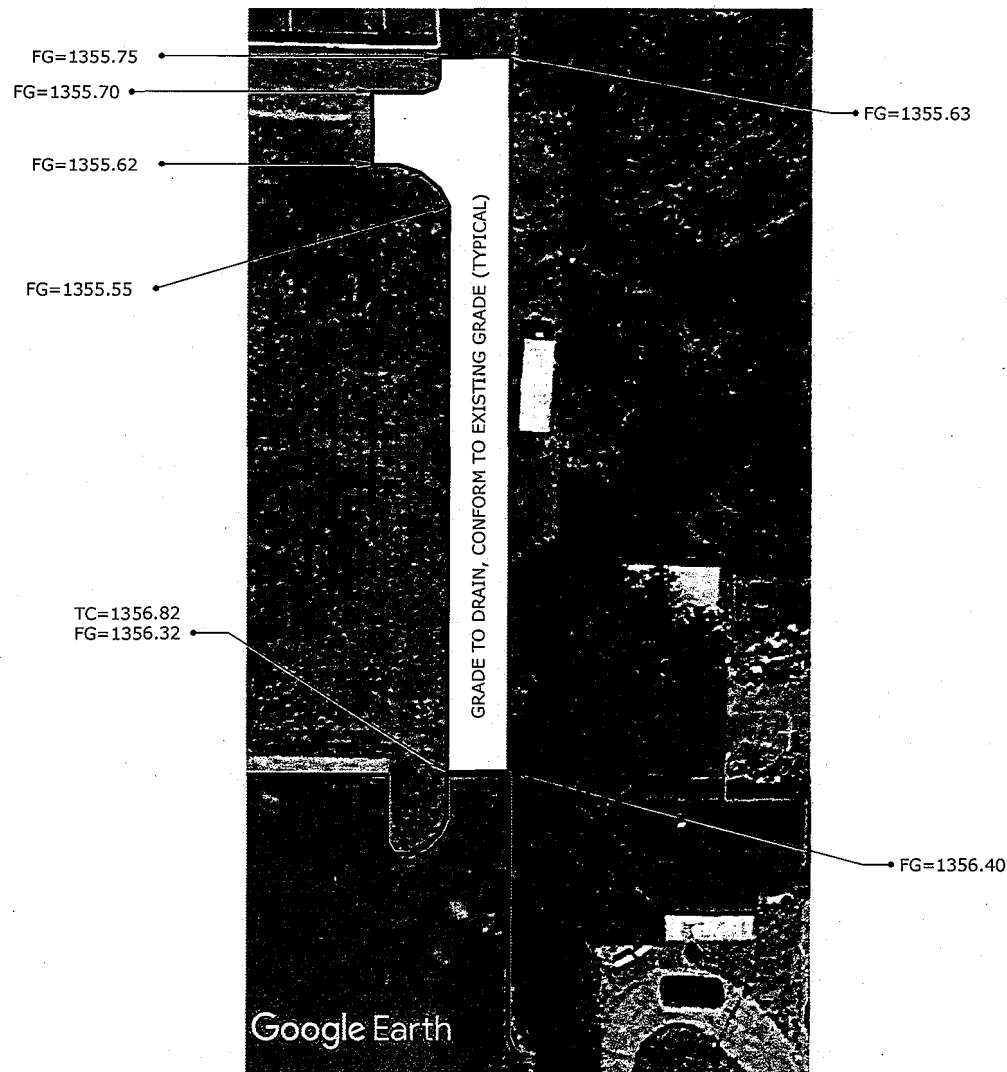 FG=1355.75
FG=1355.70
FG=1355.63
FG=1355.62
FG=1355.55
GRADE TO DRAIN, CONFORM TO EXISTING GRADE (TYPICAL)
TC=1356.82
FG=1356.32
FG=1356.40
Google Earth